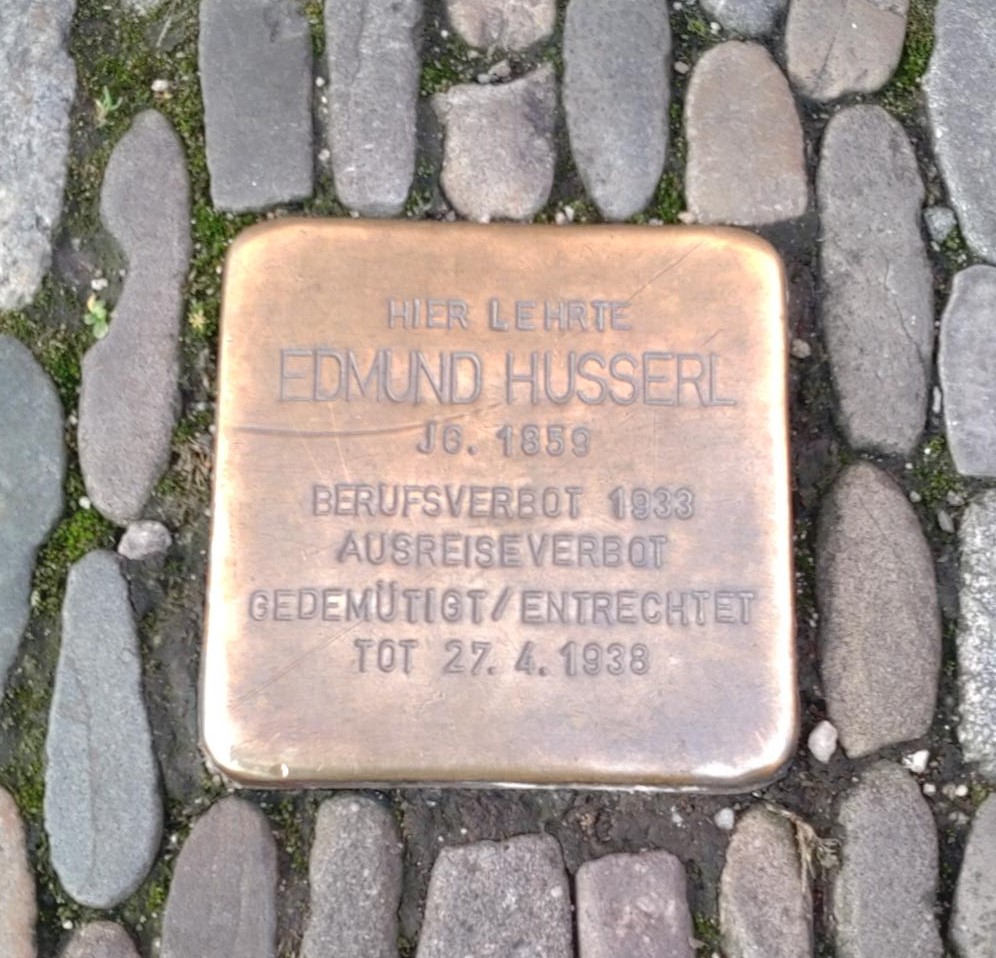 HIER LEHRTE
EDMUND HUSSERL
JG. 1859
BERUFSVERBOT 1933
AUSREISEVERBOT
GEDEMÜTIGT/ENTRECHTET
TOT 27. 4. 1938